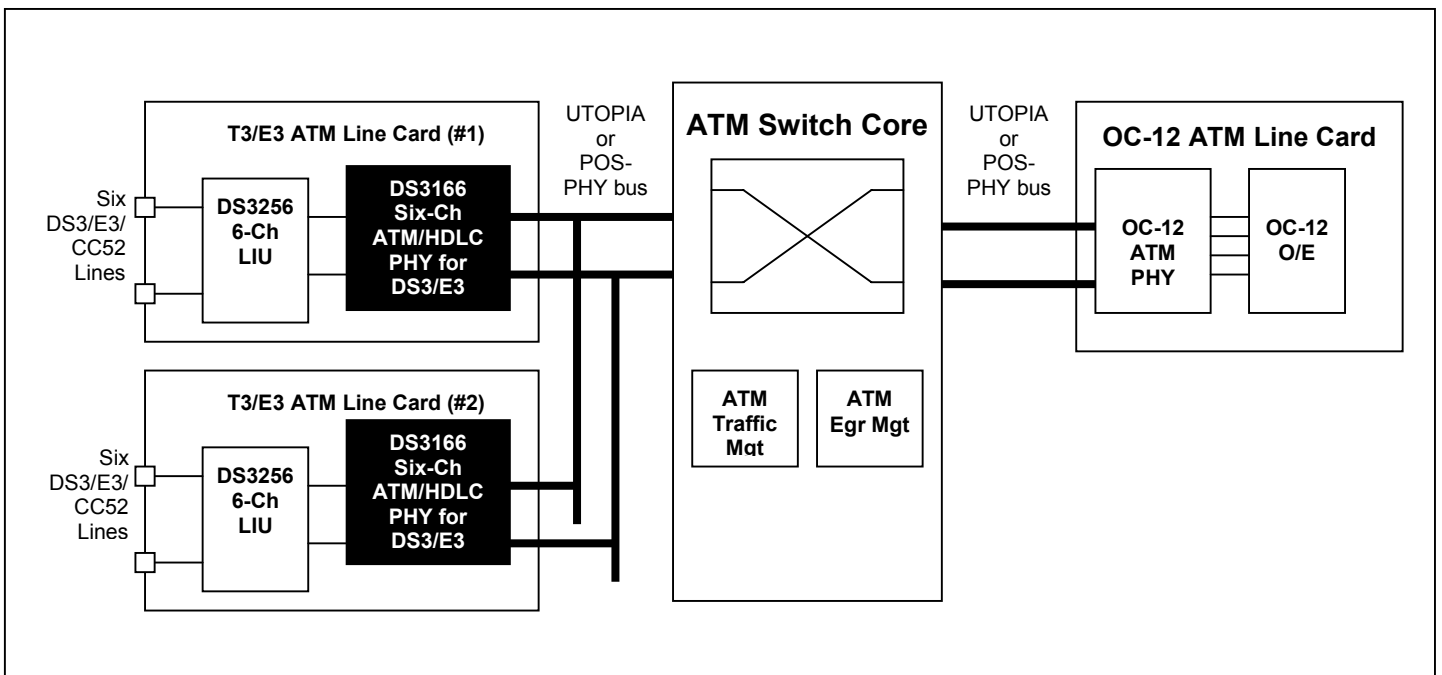 T3/E3 ATM Line Card (#1)
Six
DS3/E3/
CC52
Lines
DS3256
6-Ch
LIU
DS3166
Six-Ch
ATM/HDLC
PHY for
DS3/E3
UTOPIA
or
POS-
PHY bus
T3/E3 ATM Line Card (#2)
Six
DS3/E3/
CC52
Lines
DS3256
6-Ch
LIU
DS3166
Six-Ch
ATM/HDLC
PHY for
DS3/E3
ATM Switch Core
ATM
Traffic
Mgt
ATM
Egr Mgt
UTOPIA
or
POS-
PHY bus
OC-12 ATM Line Card
OC-12
ATM
PHY
OC-12
O/E